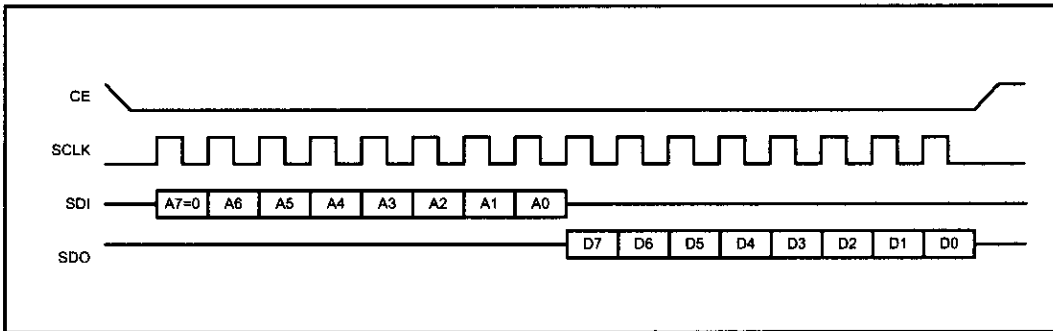 CE
SCLK
SDI A7=0 A6 A5 A4 A3 A2 A1 A0
SDO D7 D6 D5 D4 D3 D2 D1 D0